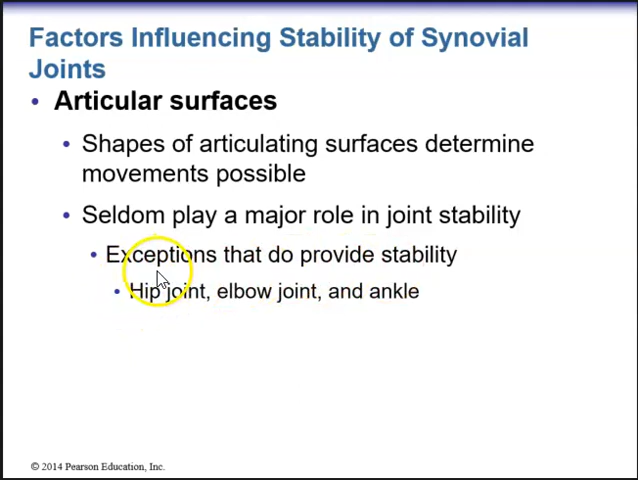 Factors Influencing Stability of Synovial
Joints
• Articular surfaces
• Shapes of articulating surfaces determine
movements possible
• Seldom play a major role in joint stability
• Exceptions that do provide stability
• Hip joint, elbow joint, and ankle
© 2014 Pearson Education, Inc.